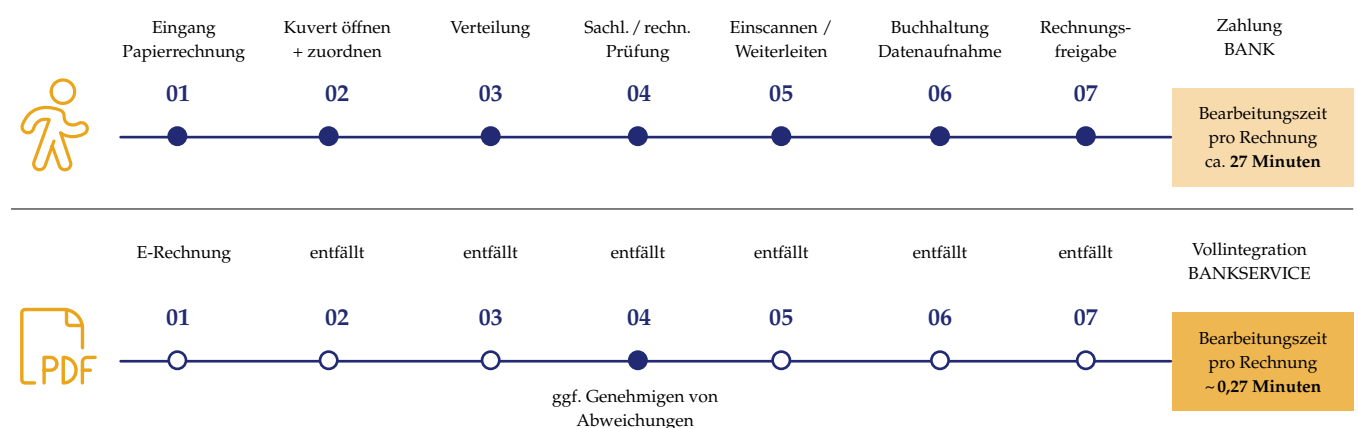 Eingang
Papierrechnung
Kuvert öffnen
+ zuordnen
Verteilung
Sachl. / rechn.
Prüfung
Einscannen /
Weiterleiten
Buchhaltung
Datenaufnahme
Rechnungs-
freigabe
Zahlung
BANK
01 02 03 04 05 06 07
Bearbeitungszeit
pro Rechnung
ca. 27 Minuten
E-Rechnung entfällt entfällt entfällt entfällt entfällt entfällt
Vollintegration
BANKSERVICE
01 02 03 04 05 06 07
PDF
ggf. Genehmigen von
Abweichungen
Bearbeitungszeit
pro Rechnung
~ 0,27 Minuten